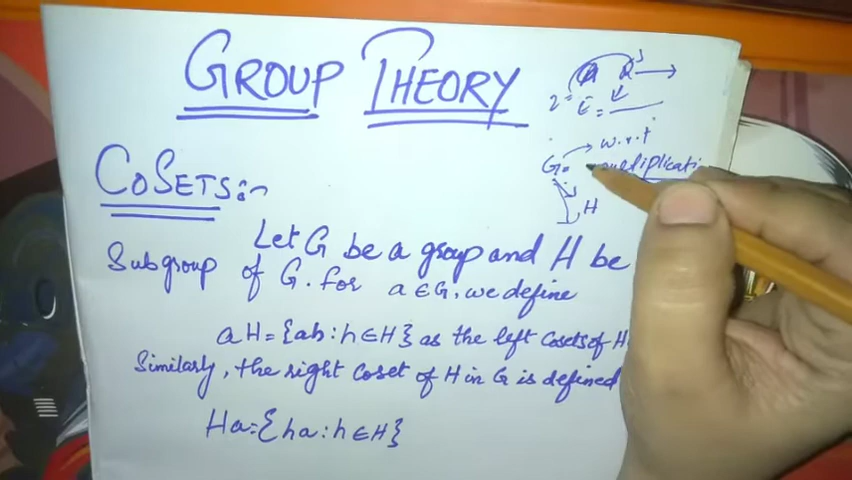 GROUP THEORY
COSETS:-
G. w.r.t
multiplicati
H
Let G be a group and H be
Subgroup of G. For a ∈ G, we define
aH = {ah : h ∈ H} as the left cosets of H
Similarly, the right coset of H in G is defined
Ha = {ha : h ∈ H}